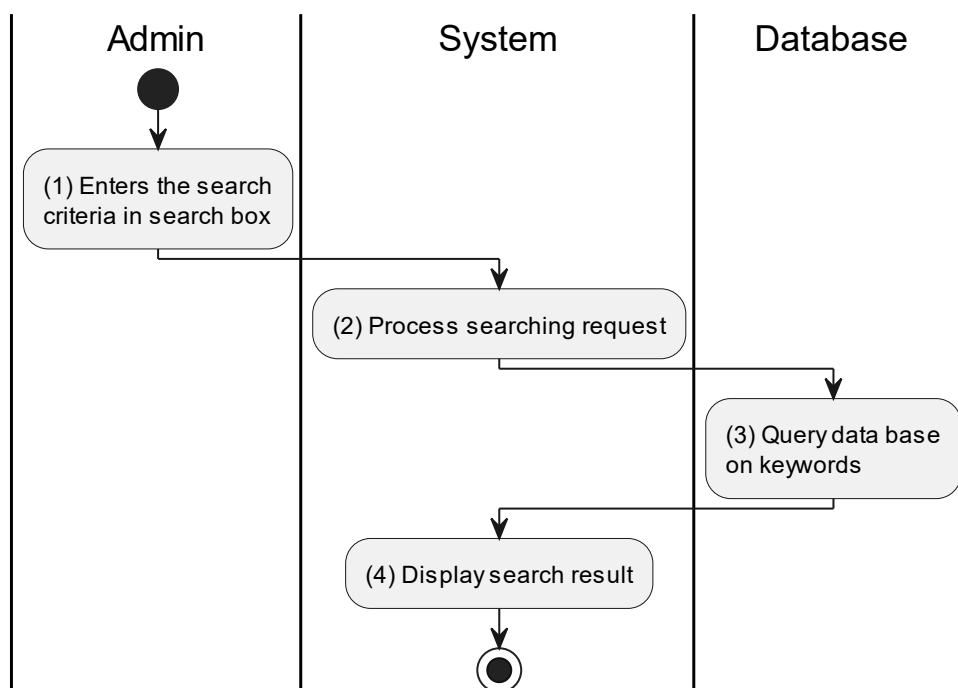 Admin
System
Database
(1) Enters the search
criteria in search box
(2) Process searching request
(3) Query data base
on keywords
(4) Display search result